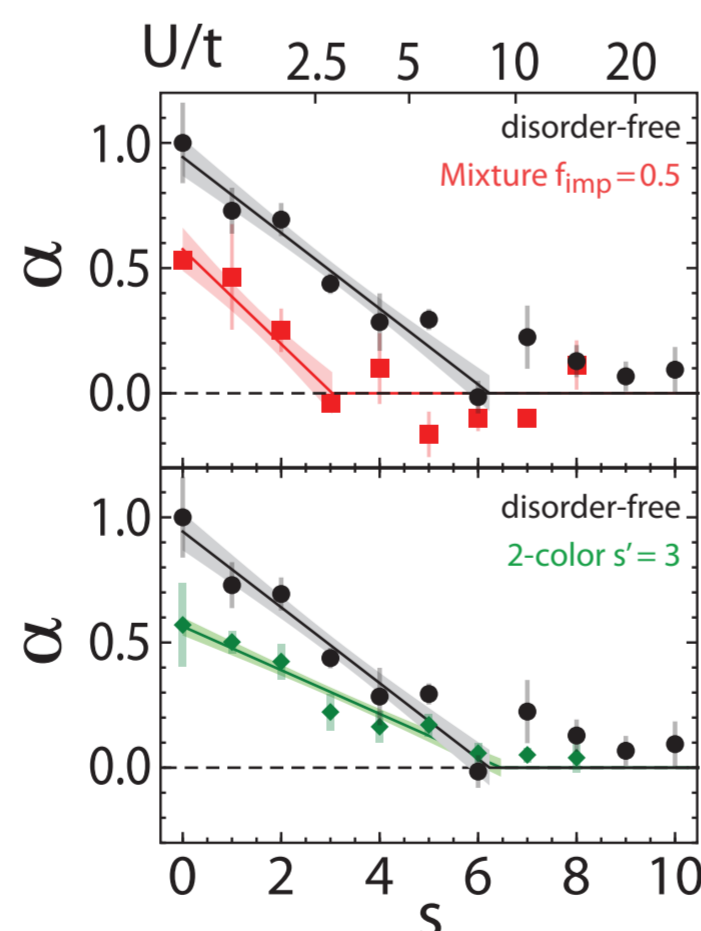 U/t
2.5 5 10 20
disorder-free
Mixture f_imp = 0.5
1.0
α
0.5
0.0
disorder-free
2-color s' = 3
1.0
α
0.5
0.0
0 2 4 6 8 10
s